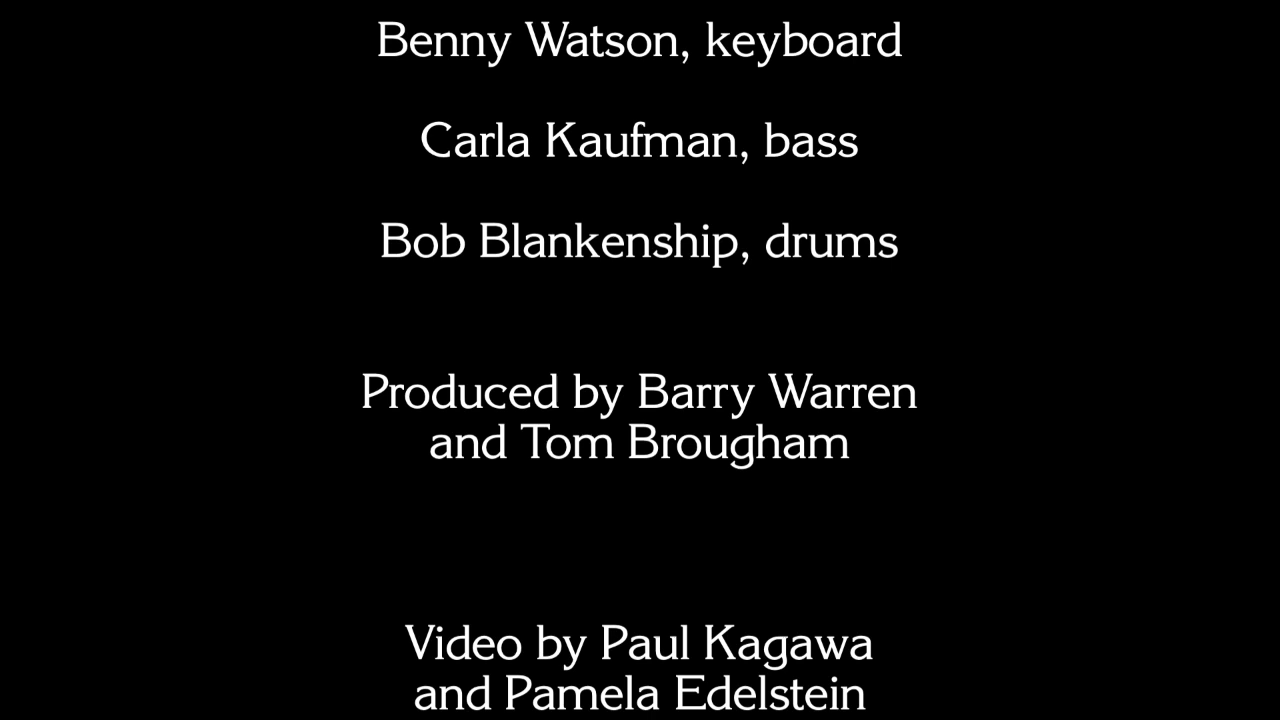 Benny Watson, keyboard
Carla Kaufman, bass
Bob Blankenship, drums
Produced by Barry Warren
and Tom Brougham
Video by Paul Kagawa
and Pamela Edelstein